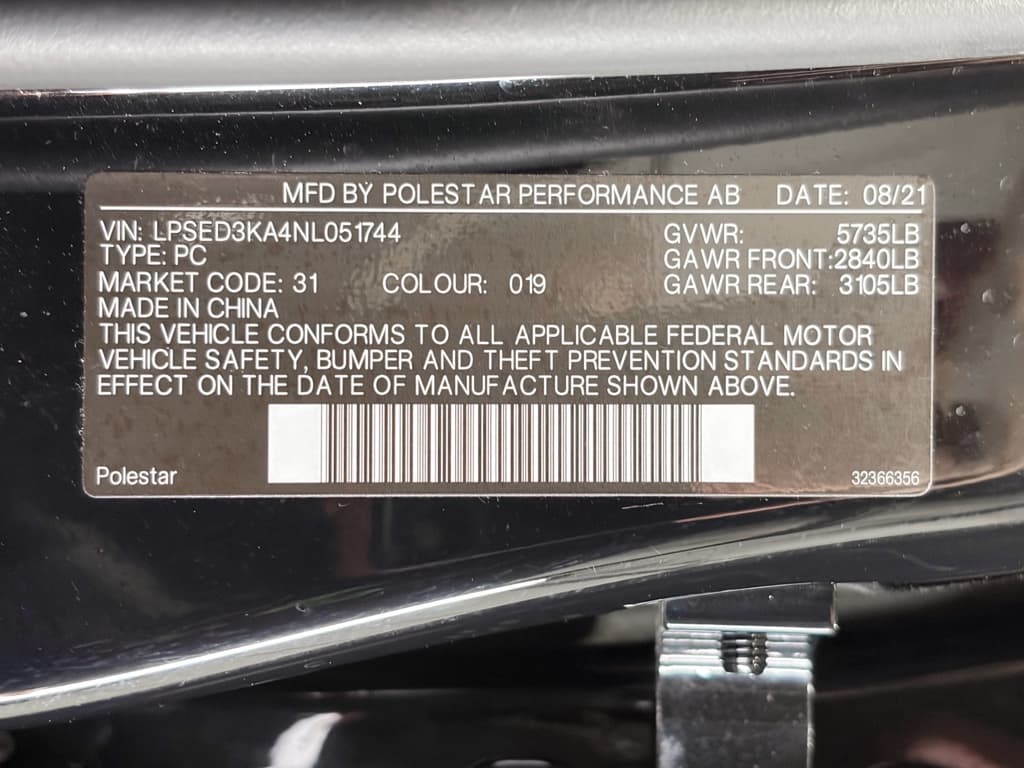 MFD BY POLESTAR PERFORMANCE AB DATE: 08/21
VIN: LPSED3KA4NL051744 GVWR: 5735LB
TYPE: PC GAWR FRONT:2840LB
MARKET CODE: 31 COLOUR: 019 GAWR REAR: 3105LB
MADE IN CHINA
THIS VEHICLE CONFORMS TO ALL APPLICABLE FEDERAL MOTOR
VEHICLE SAFETY, BUMPER AND THEFT PREVENTION STANDARDS IN
EFFECT ON THE DATE OF MANUFACTURE SHOWN ABOVE.
Polestar 32366356